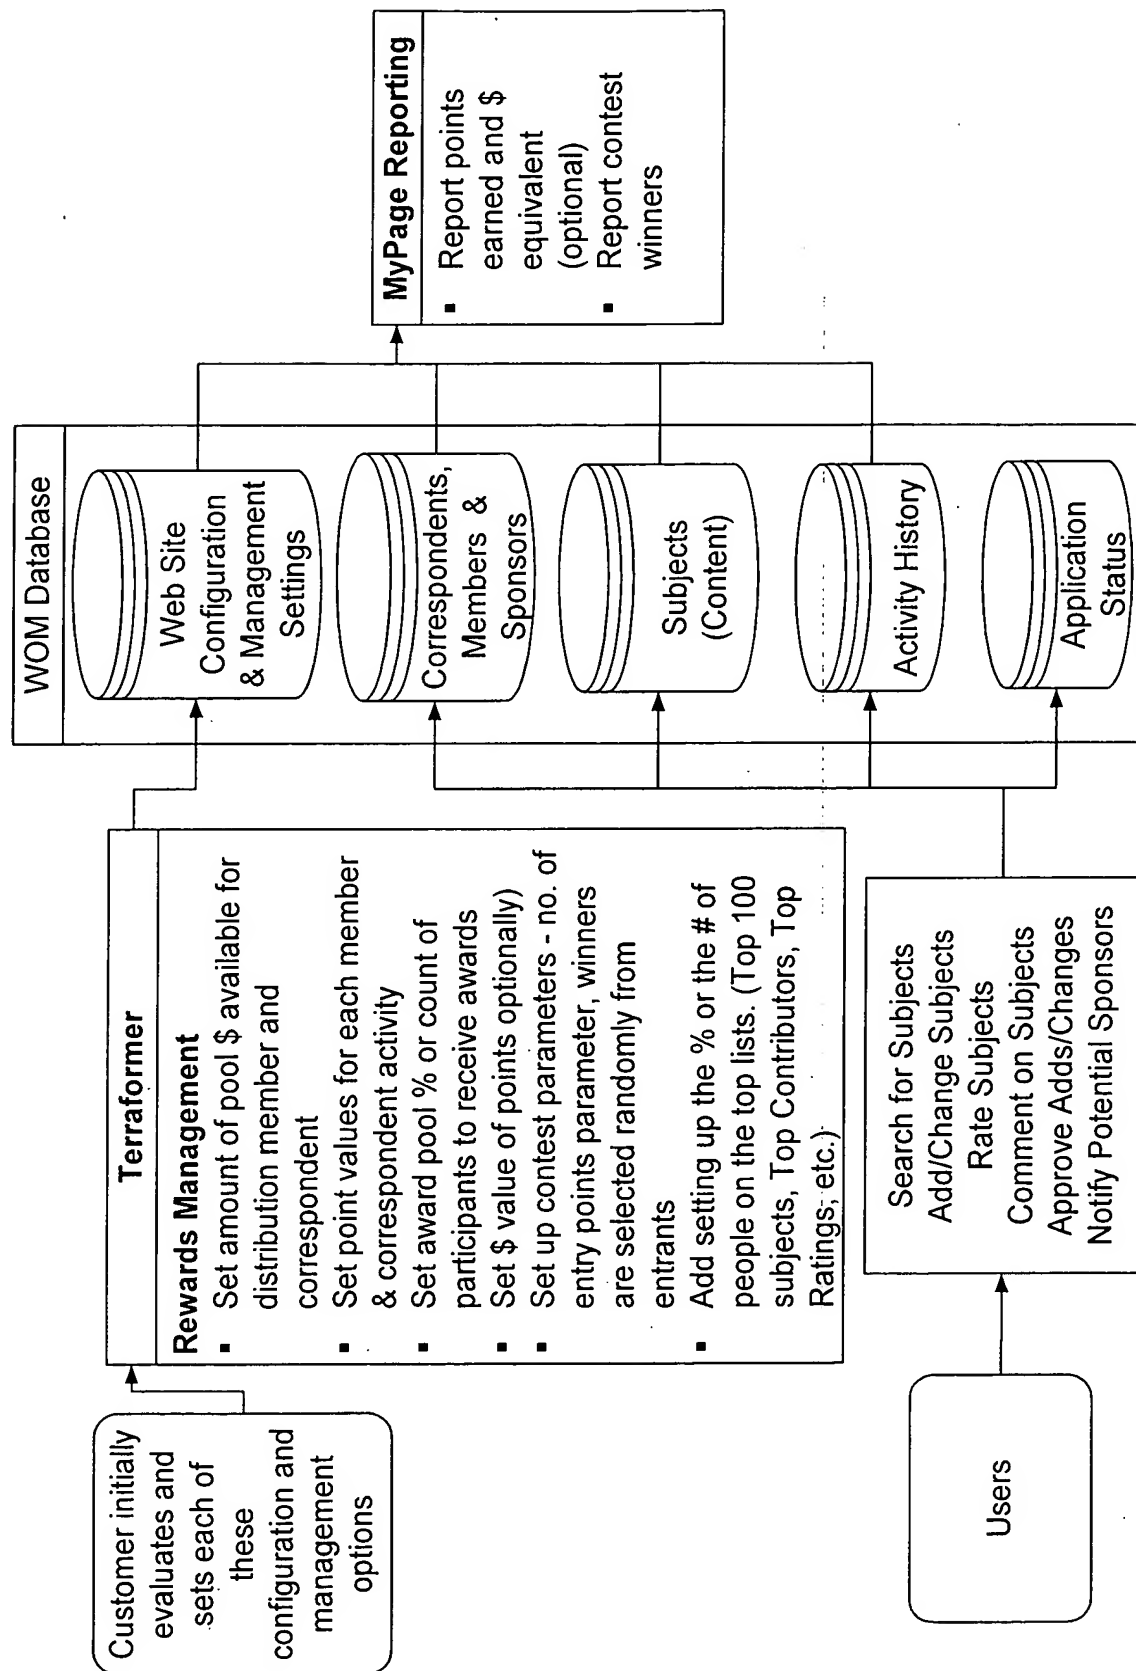 Customer initially
evaluates and
sets each of
these
configuration and
management
options
Terraformer
Rewards Management
▪ Set amount of pool $ available for
distribution member and
correspondent
▪ Set point values for each member
& correspondent activity
▪ Set award pool % or count of
participants to receive awards
▪ Set $ value of points optionally)
▪ Set up contest parameters - no. of
entry points parameter, winners
are selected randomly from
entrants
▪ Add setting up the % or the # of
people on the top lists. (Top 100
subjects, Top Contributors, Top
Ratings, etc.)
Users
Search for Subjects
Add/Change Subjects
Rate Subjects
Comment on Subjects
Approve Adds/Changes
Notify Potential Sponsors
WOM Database
Web Site
Configuration
& Management
Settings
Correspondents,
Members &
Sponsors
Subjects
(Content)
Activity History
Application
Status
MyPage Reporting
▪ Report points
earned and $
equivalent
(optional)
▪ Report contest
winners